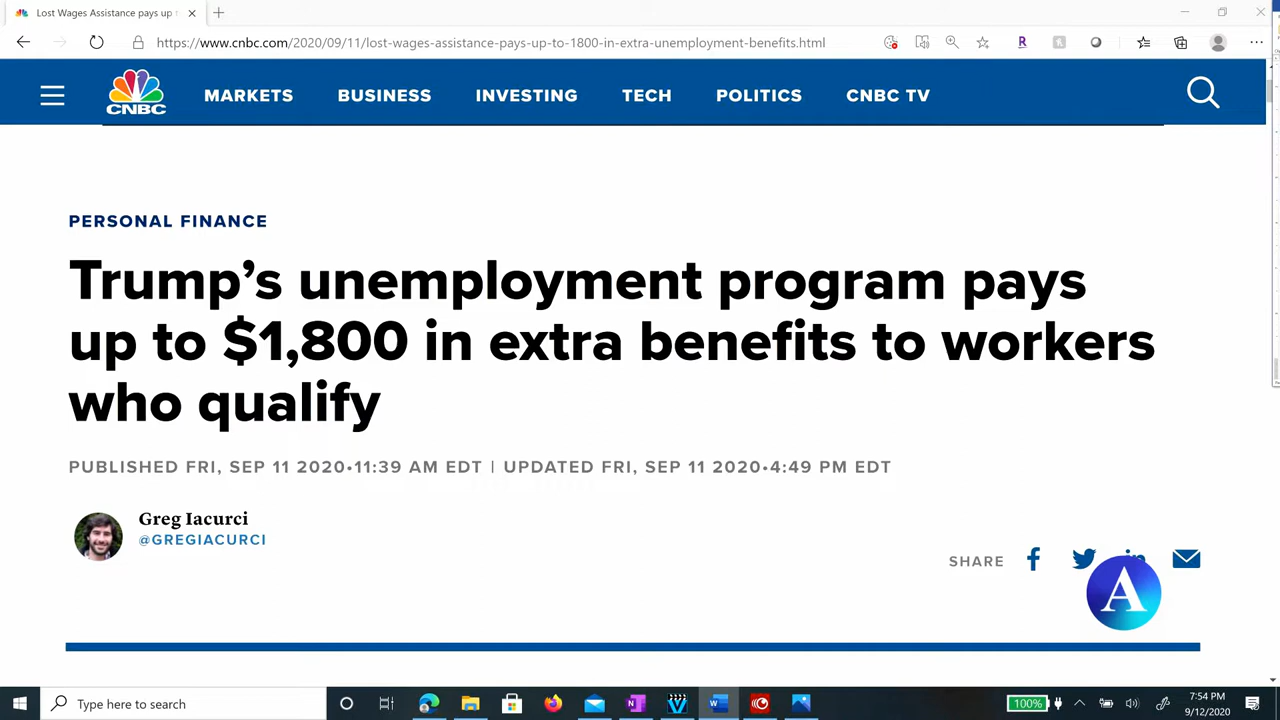 Lost Wages Assistance pays up
https://www.cnbc.com/2020/09/11/lost-wages-assistance-pays-up-to-1800-in-extra-unemployment-benefits.html
R
CNBC
MARKETS BUSINESS INVESTING TECH POLITICS CNBC TV
PERSONAL FINANCE
Trump’s unemployment program pays
up to $1,800 in extra benefits to workers
who qualify
PUBLISHED FRI, SEP 11 2020•11:39 AM EDT | UPDATED FRI, SEP 11 2020•4:49 PM EDT
Greg Iacurci
@GREGIACURCI
SHARE
A
Type here to search
100%
7:54 PM
9/12/2020